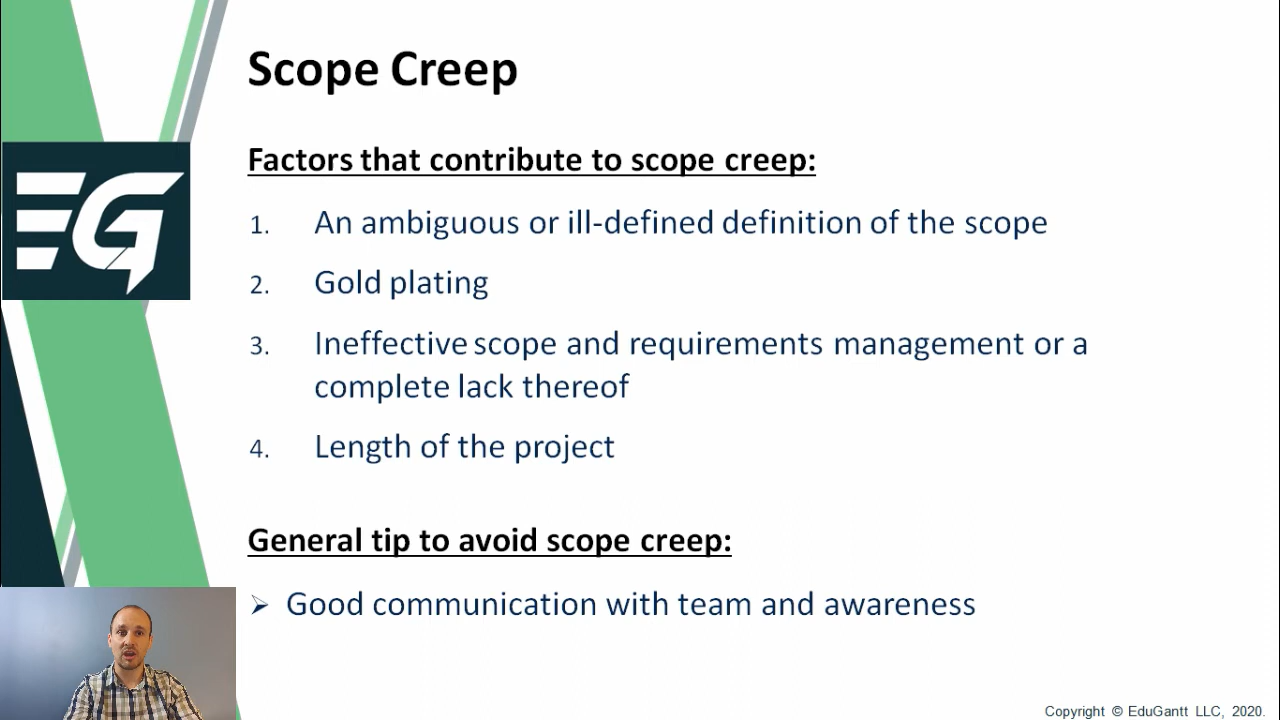 Scope Creep
Factors that contribute to scope creep:
1. An ambiguous or ill-defined definition of the scope
2. Gold plating
3. Ineffective scope and requirements management or a
complete lack thereof
4. Length of the project
EG
General tip to avoid scope creep:
➢ Good communication with team and awareness
Copyright © EduGantt LLC, 2020.